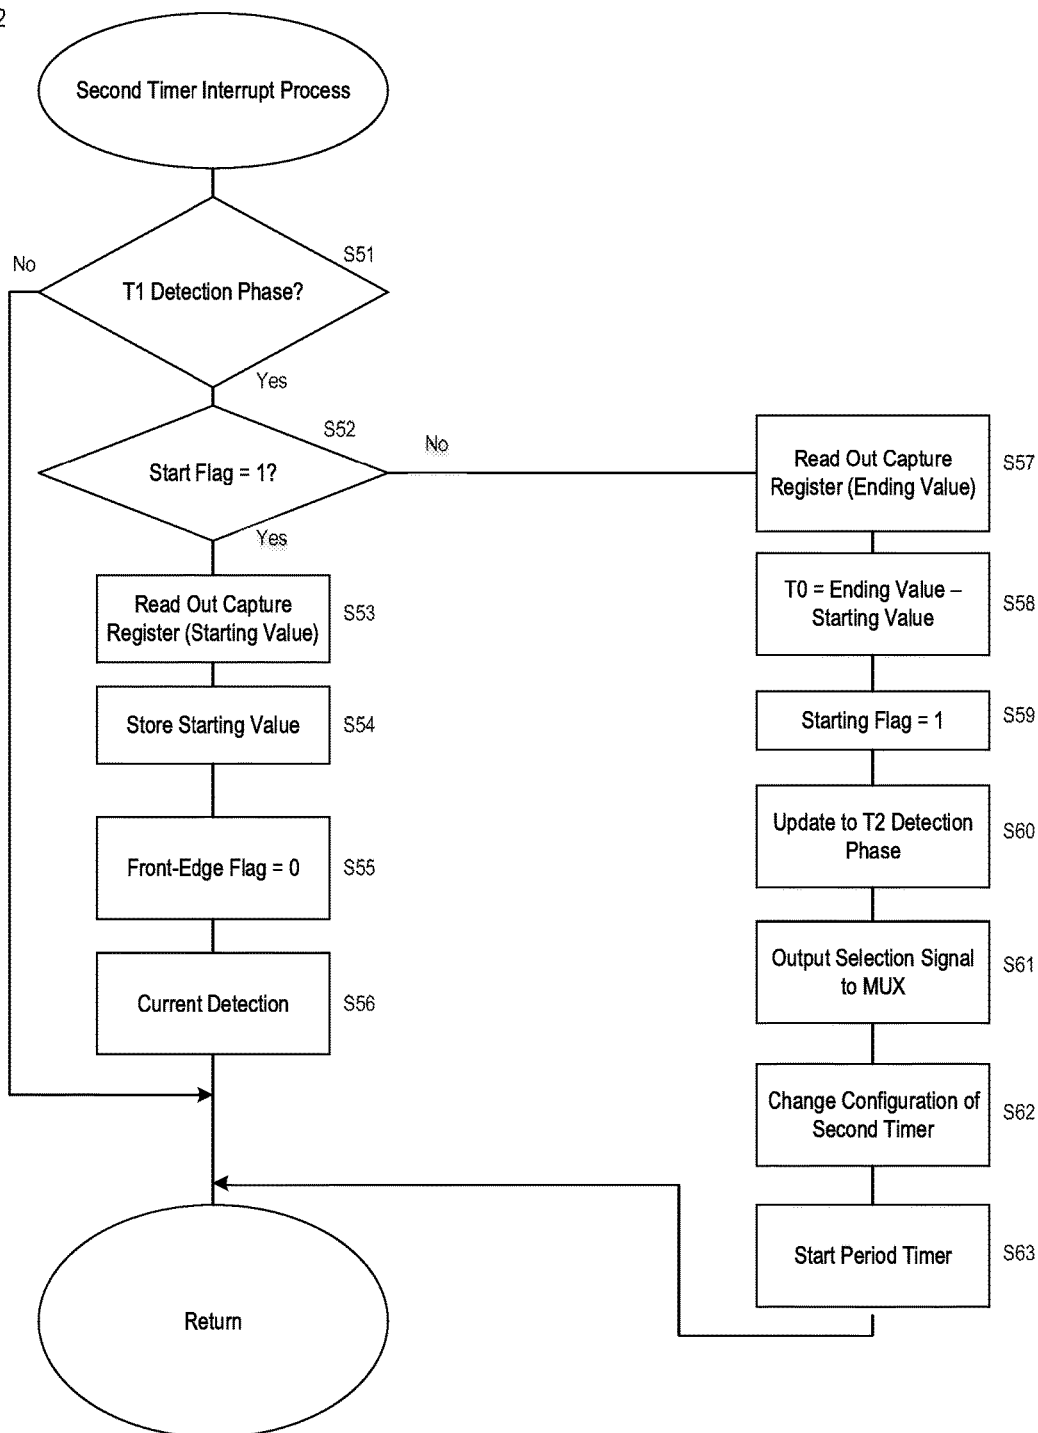 2
Second Timer Interrupt Process
No
S51
T1 Detection Phase?
Yes
S52
No
Start Flag = 1?
Yes
Read Out Capture
Register (Starting Value)
S53
Store Starting Value
S54
Front-Edge Flag = 0
S55
Current Detection
S56
Read Out Capture
Register (Ending Value)
S57
T0 = Ending Value –
Starting Value
S58
Starting Flag = 1
S59
Update to T2 Detection
Phase
S60
Output Selection Signal
to MUX
S61
Change Configuration of
Second Timer
S62
Start Period Timer
S63
Return